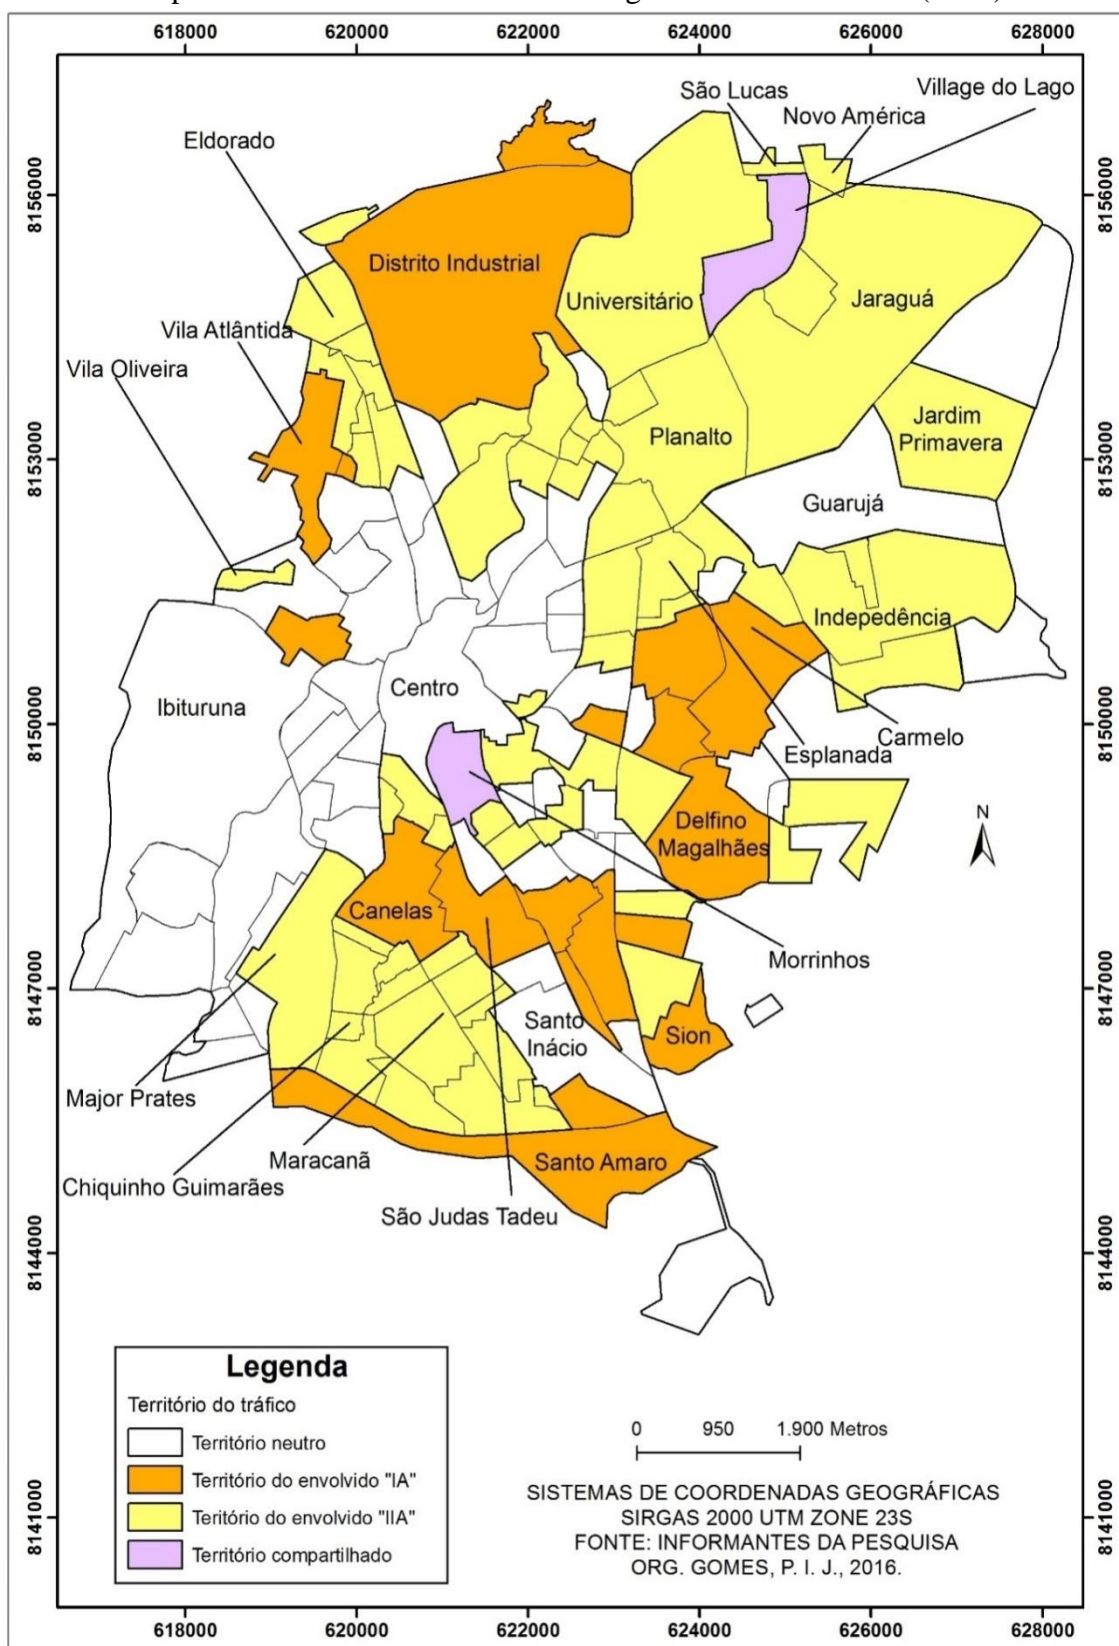 618000 620000 622000 624000 626000 628000
São Lucas
Village do Lago
Novo América
Eldorado
8156000
8156000
Distrito Industrial
Universitário
Jaraguá
Vila Atlântida
Vila Oliveira
Planalto
Jardim
Primavera
8153000
8153000
Guarujá
Indepedência
Centro
Ibituruna
8150000
8150000
Carmelo
Esplanada
N
Delfino
Magalhães
Canelas
Morrinhos
8147000
8147000
Santo
Inácio
Sion
Major Prates
Maracanã
Santo Amaro
Chiquinho Guimarães
São Judas Tadeu
8144000
8144000
Legenda
Território do tráfico
Território neutro
Território do envolvido "IA"
Teritório do envolvido "IIA"
Território compartilhado
0 950 1.900 Metros
SISTEMAS DE COORDENADAS GEOGRÁFICAS
SIRGAS 2000 UTM ZONE 23S
FONTE: INFORMANTES DA PESQUISA
ORG. GOMES, P. I. J., 2016.
8141000
8141000
618000 620000 622000 624000 626000 628000